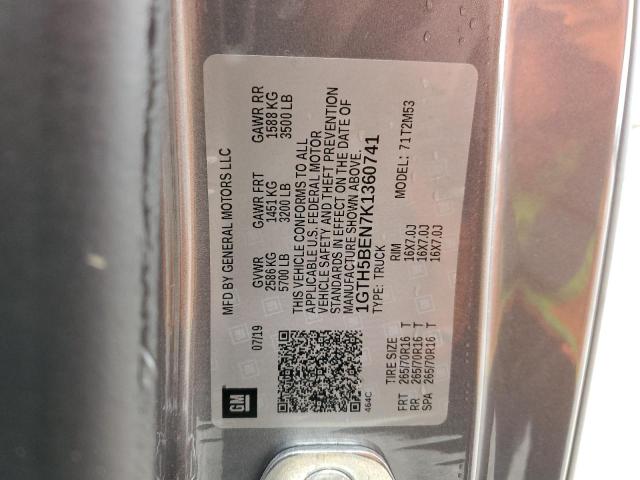 GM
MFD BY GENERAL MOTORS LLC
07/19
GVWR
2586 KG
5700 LB
GAWR FRT
1451 KG
3200 LB
GAWR RR
1588 KG
3500 LB
THIS VEHICLE CONFORMS TO ALL
APPLICABLE U.S. FEDERAL MOTOR
VEHICLE SAFETY AND THEFT PREVENTION
STANDARDS IN EFFECT ON THE DATE OF
MANUFACTURE SHOWN ABOVE.
1GTH5BEN7K1360741
TYPE: TRUCK
MODEL: 71T2M53
464C
TIRE SIZE RIM
FRT 265/70R16 T 16X7.0J
RR 265/70R16 T 16X7.0J
SPA 265/70R16 T 16X7.0J